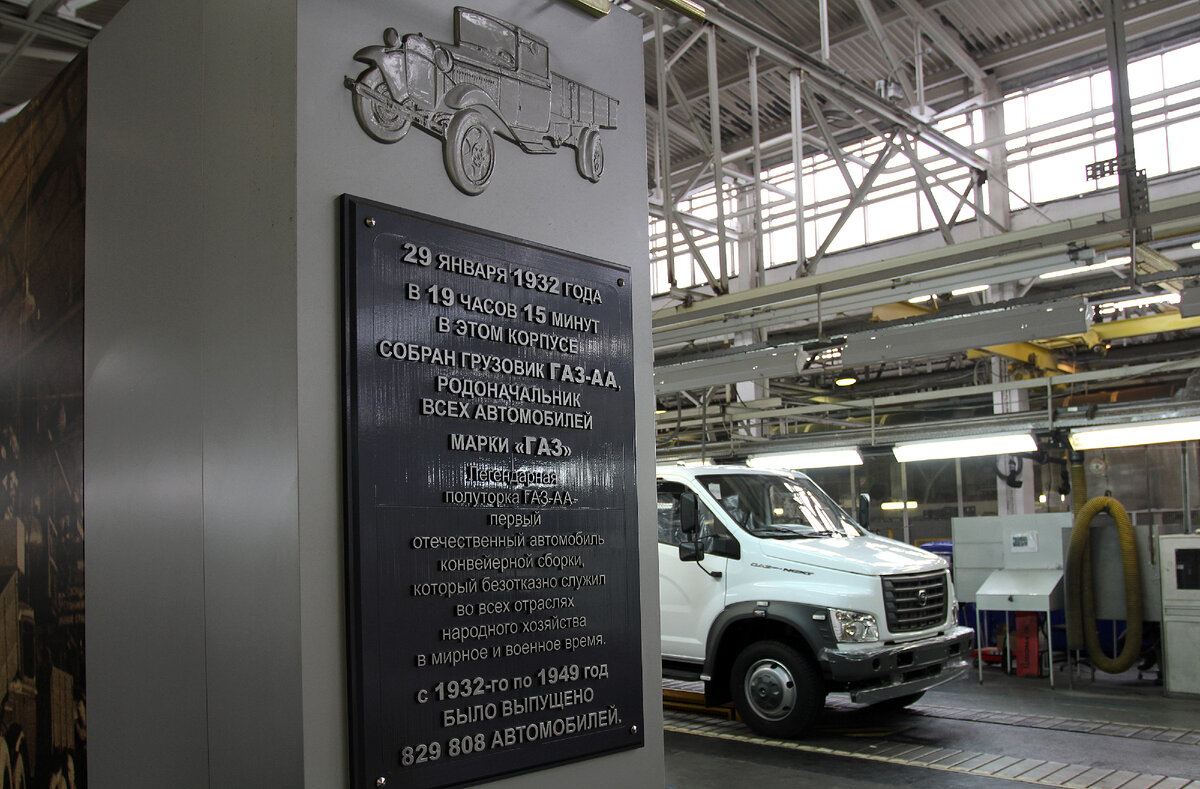 29 ЯНВАРЯ 1932 ГОДА
В 19 ЧАСОВ 15 МИНУТ
В ЭТОМ КОРПУСЕ
СОБРАН ГРУЗОВИК ГАЗ-АА,
РОДОНАЧАЛЬНИК
ВСЕХ АВТОМОБИЛЕЙ
МАРКИ «ГАЗ»
Легендарная
полуторка ГАЗ-АА-
первый
отечественный автомобиль
конвейерной сборки,
который безотказно служил
во всех отраслях
народного хозяйства
в мирное и военное время.
с 1932-го по 1949 год
БЫЛО ВЫПУЩЕНО
829 808 АВТОМОБИЛЕЙ.
ГАЗОН NEXT